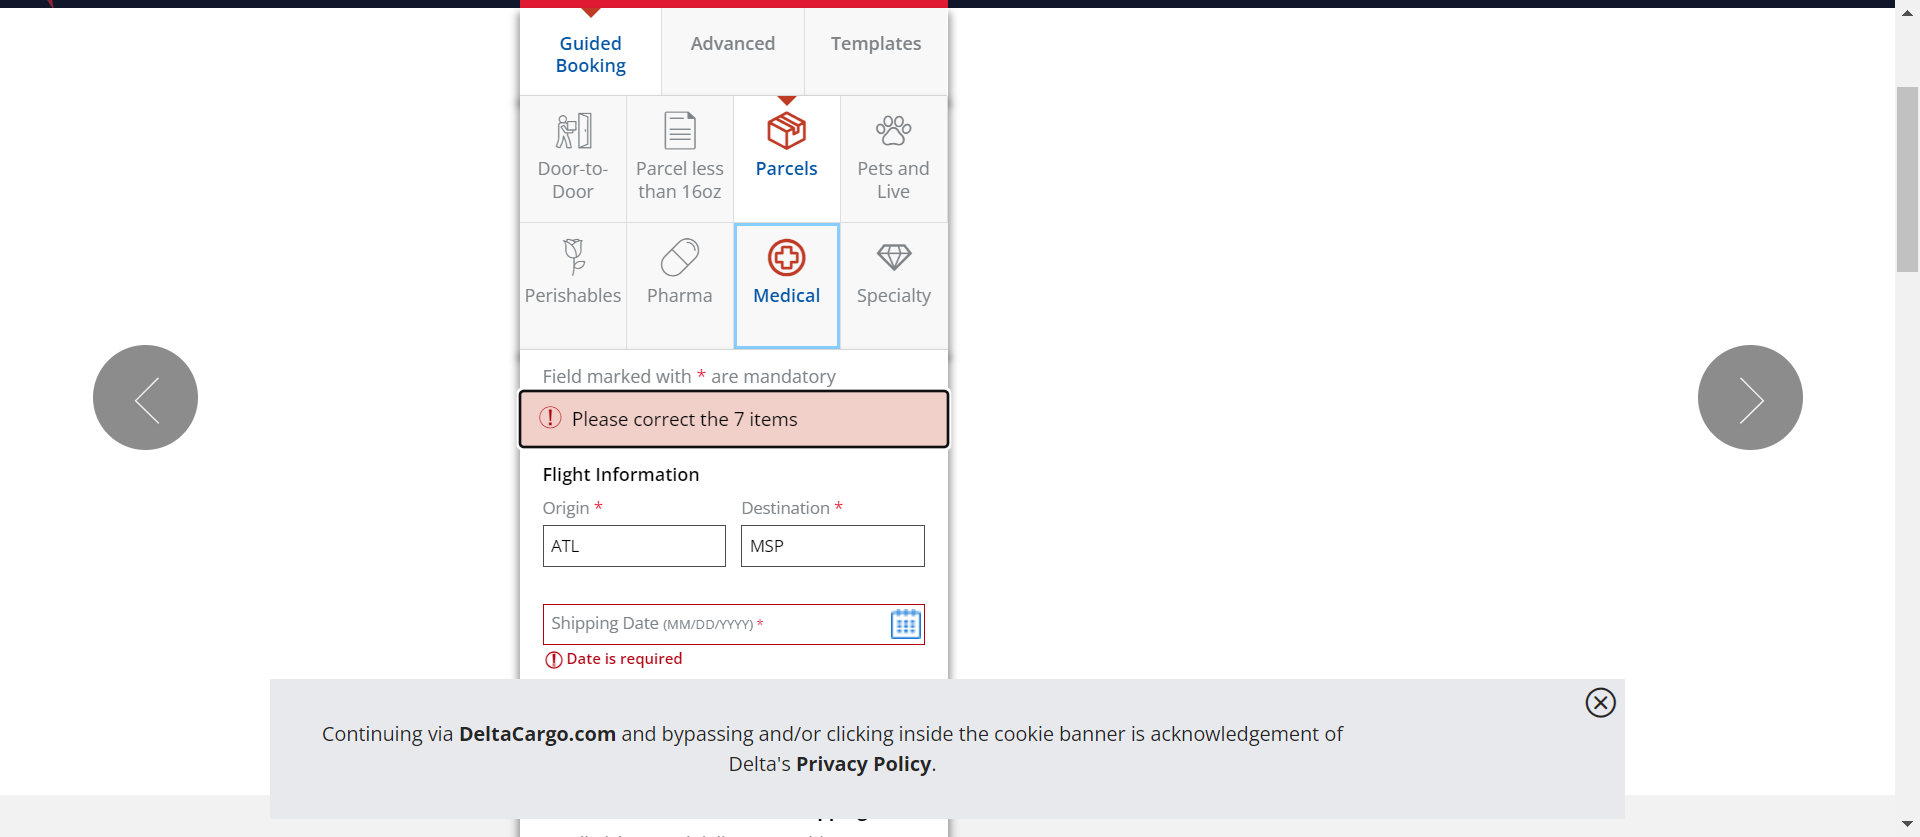 Guided
Booking
Advanced
Templates
Door-to-
Door
Parcel less
than 16oz
Parcels
Pets and
Live
Perishables
Pharma
Medical
Specialty
Field marked with * are mandatory
Please correct the 7 items
Flight Information
Origin *
Destination *
ATL
MSP
Shipping Date (MM/DD/YYYY) *
Date is required
Continuing via DeltaCargo.com and bypassing and/or clicking inside the cookie banner is acknowledgement of
Delta's Privacy Policy.